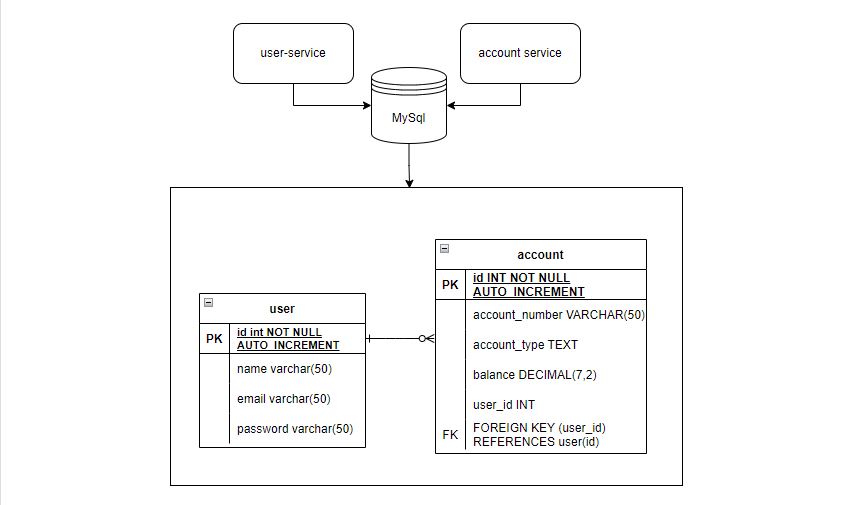 user-service
account service
MySql
account
PK
id INT NOT NULL
AUTO_INCREMENT
account_number VARCHAR(50)
account_type TEXT
balance DECIMAL(7,2)
user_id INT
FK
FOREIGN KEY (user_id)
REFERENCES user(id)
user
PK
id int NOT NULL
AUTO_INCREMENT
name varchar(50)
email varchar(50)
password varchar(50)